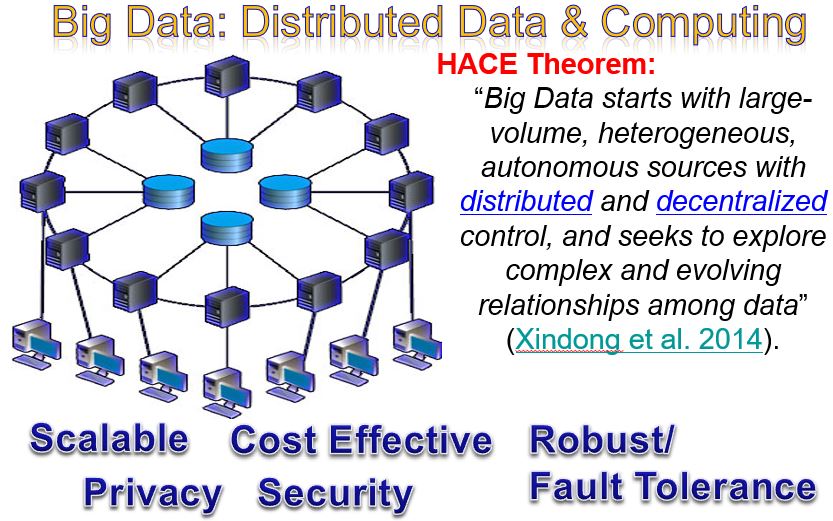 Big Data: Distributed Data & Computing
HACE Theorem:
“Big Data starts with large-
volume, heterogeneous,
autonomous sources with
distributed and decentralized
control, and seeks to explore
complex and evolving
relationships among data”
(Xindong et al. 2014).
Scalable Cost Effective Robust/
Privacy Security Fault Tolerance